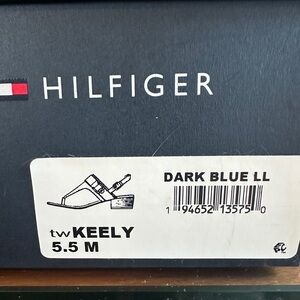 HILFIGER
DARK BLUE LL
1 94652 13575 0
twKEELY
5.5 M